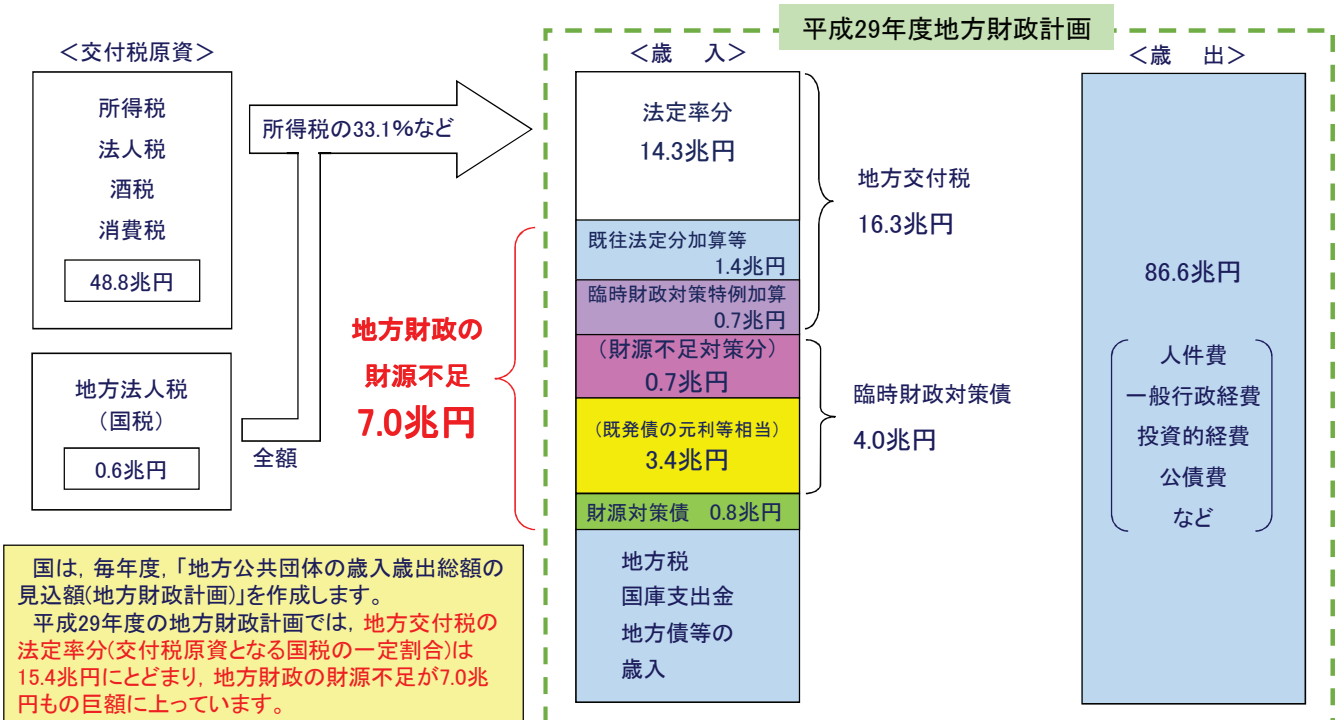 平成29年度地方財政計画
＜交付税原資＞
所得税
法人税
酒税
消費税
48.8兆円
所得税の33.1%など
地方法人税
(国税)
0.6兆円
全額
地方財政の
財源不足
7.0兆円
＜歳　入＞
法定率分
14.3兆円
既往法定分加算等
1.4兆円
臨時財政対策特例加算
0.7兆円
(財源不足対策分)
0.7兆円
(既発債の元利等相当)
3.4兆円
財源対策債　0.8兆円
地方税
国庫支出金
地方債等の
歳入
地方交付税
16.3兆円
臨時財政対策債
4.0兆円
＜歳　出＞
86.6兆円
人件費
一般行政経費
投資的経費
公債費
など
国は，毎年度，「地方公共団体の歳入歳出総額の
見込額(地方財政計画)」を作成します。
平成29年度の地方財政計画では，地方交付税の
法定率分(交付税原資となる国税の一定割合)は
15.4兆円にとどまり，地方財政の財源不足が7.0兆
円もの巨額に上っています。